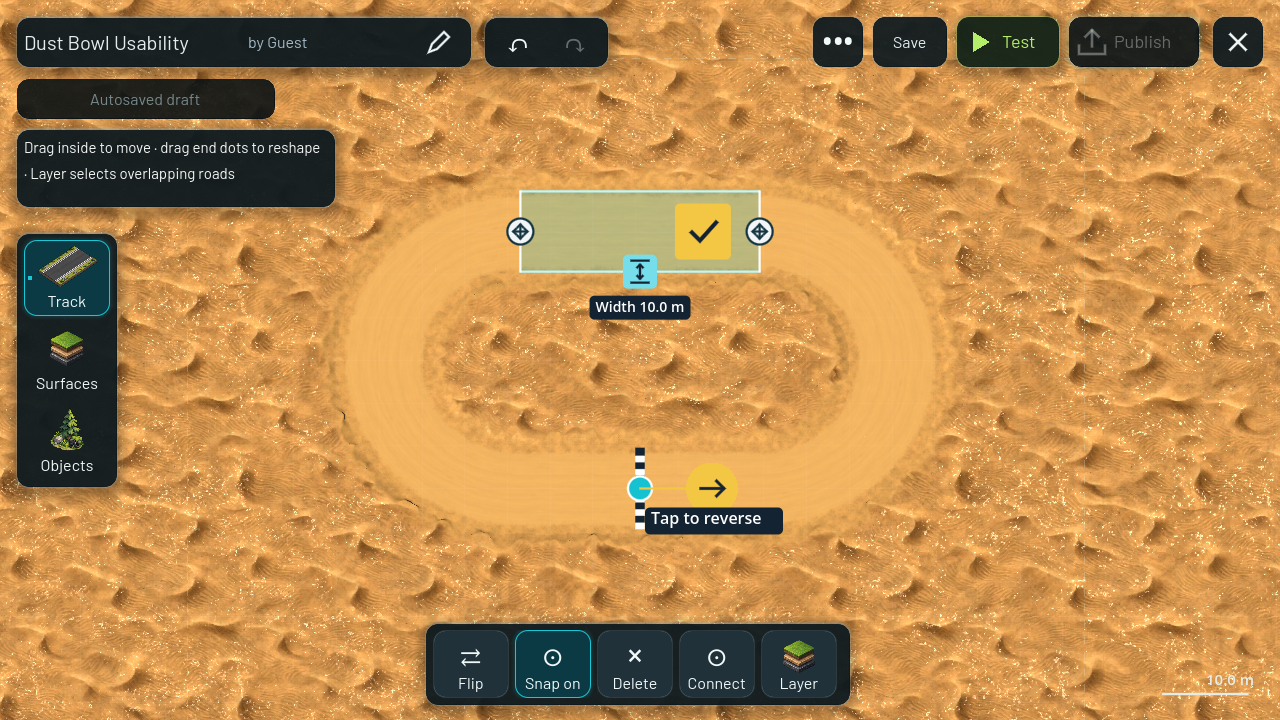 Dust Bowl Usability by Guest
Save
Test
Publish
Autosaved draft
Drag inside to move · drag end dots to reshape
· Layer selects overlapping roads
Track
Surfaces
Objects
Width 10.0 m
Tap to reverse
Flip
Snap on
Delete
Connect
Layer
10.0 m